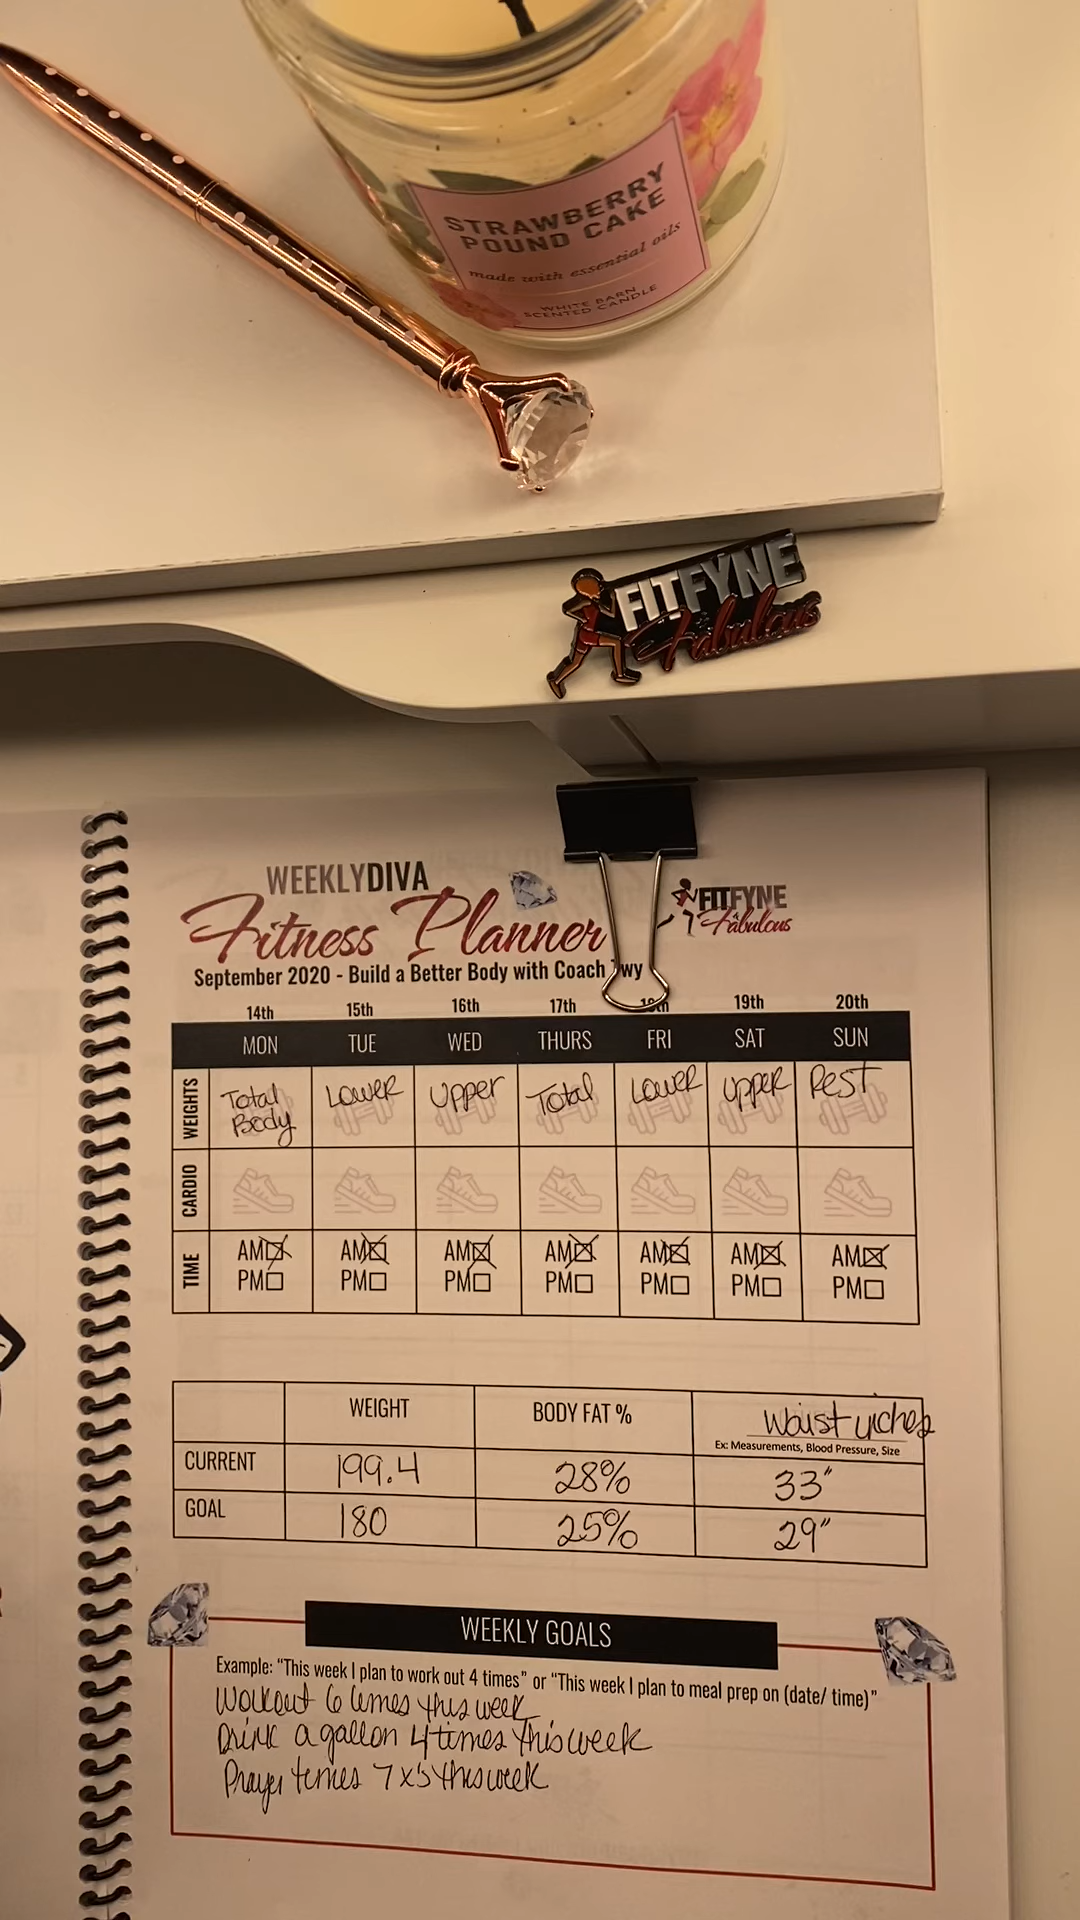 STRAWBERRY
POUND CAKE
made with essential oils
WHITE BARN
SCENTED CANDLE
FITFYNE
Fabulous
WEEKLYDIVA
Fitness Planner
FITFYNE
& Fabulous
September 2020 - Build a Better Body with Coach Twy
14th 15th 16th 17th 18th 19th 20th
MON TUE WED THURS FRI SAT SUN
WEIGHTS Total Body Lower Upper Total Lower Upper Rest
CARDIO
TIME AM AM AM AM AM AM AM
PM PM PM PM PM PM PM
WEIGHT BODY FAT % Waist inches
Ex: Measurements, Blood Pressure, Size
CURRENT 199.4 28% 33"
GOAL 180 25% 29"
WEEKLY GOALS
Example: "This week I plan to work out 4 times" or "This week I plan to meal prep on (date/ time)"
Workout 6 times this week
Drink a gallon 4 times this week
Prayer times 7x5 this week